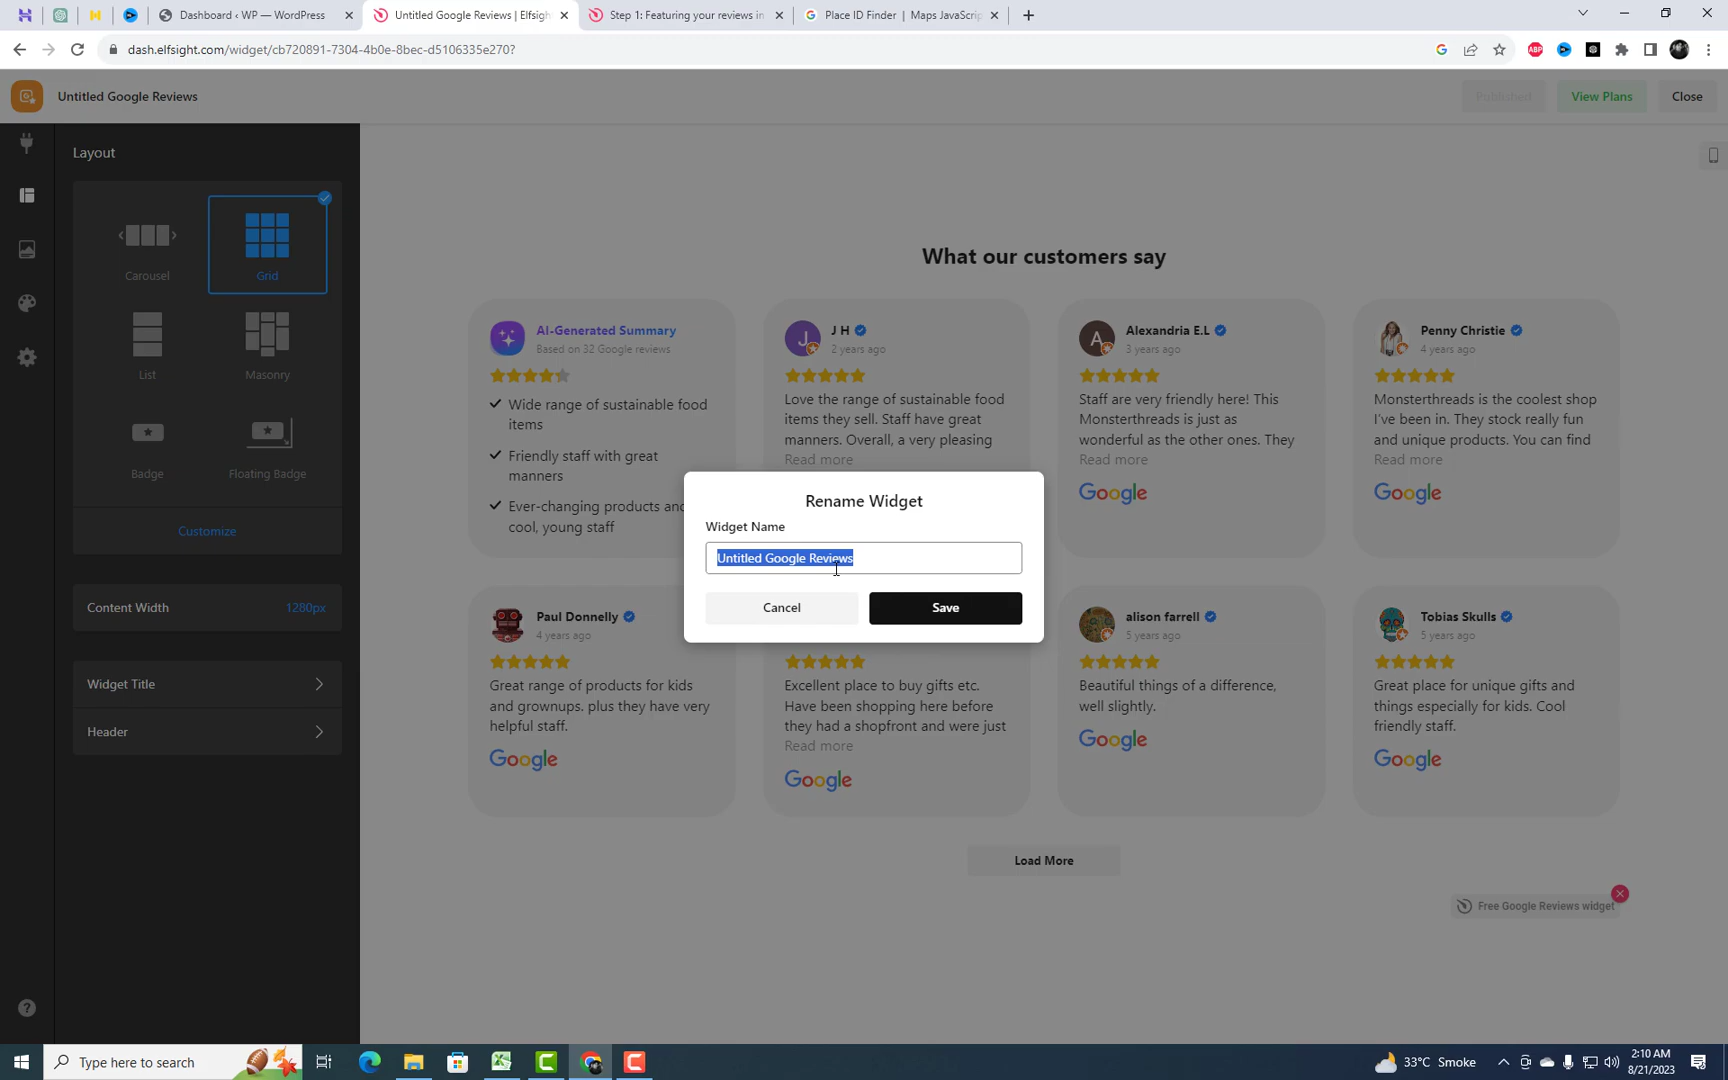 Dashboard ‹ WP — WordPress
Untitled Google Reviews | Elfsight
Step 1: Featuring your reviews in
Place ID Finder | Maps JavaScrip
dash.elfsight.com/widget/cb720891-7304-4b0e-8bec-d5106335e270?
ABP
Untitled Google Reviews
Published
View Plans
Close
Layout
Carousel
Grid
List
Masonry
Badge
Floating Badge
Customize
Content Width
1280px
Widget Title
Header
What our customers say
AI-Generated Summary
Based on 32 Google reviews
Wide range of sustainable food
items
Friendly staff with great
manners
Ever-changing products and
cool, young staff
J
J H
2 years ago
Love the range of sustainable food
items they sell. Staff have great
manners. Overall, a very pleasing
Read more
A
Alexandria E.L
3 years ago
Staff are very friendly here! This
Monsterthreads is just as
wonderful as the other ones. They
Read more
Google
Penny Christie
4 years ago
Monsterthreads is the coolest shop
I've been in. They stock really fun
and unique products. You can find
Read more
Google
Rename Widget
Widget Name
Untitled Google Reviews
Cancel
Save
Paul Donnelly
4 years ago
Great range of products for kids
and grownups. plus they have very
helpful staff.
Google
Excellent place to buy gifts etc.
Have been shopping here before
they had a shopfront and were just
Read more
Google
alison farrell
5 years ago
Beautiful things of a difference,
well slightly.
Google
Tobias Skulls
5 years ago
Great place for unique gifts and
things especially for kids. Cool
friendly staff.
Google
Load More
Free Google Reviews widget
Type here to search
33°C Smoke
2:10 AM
8/21/2023